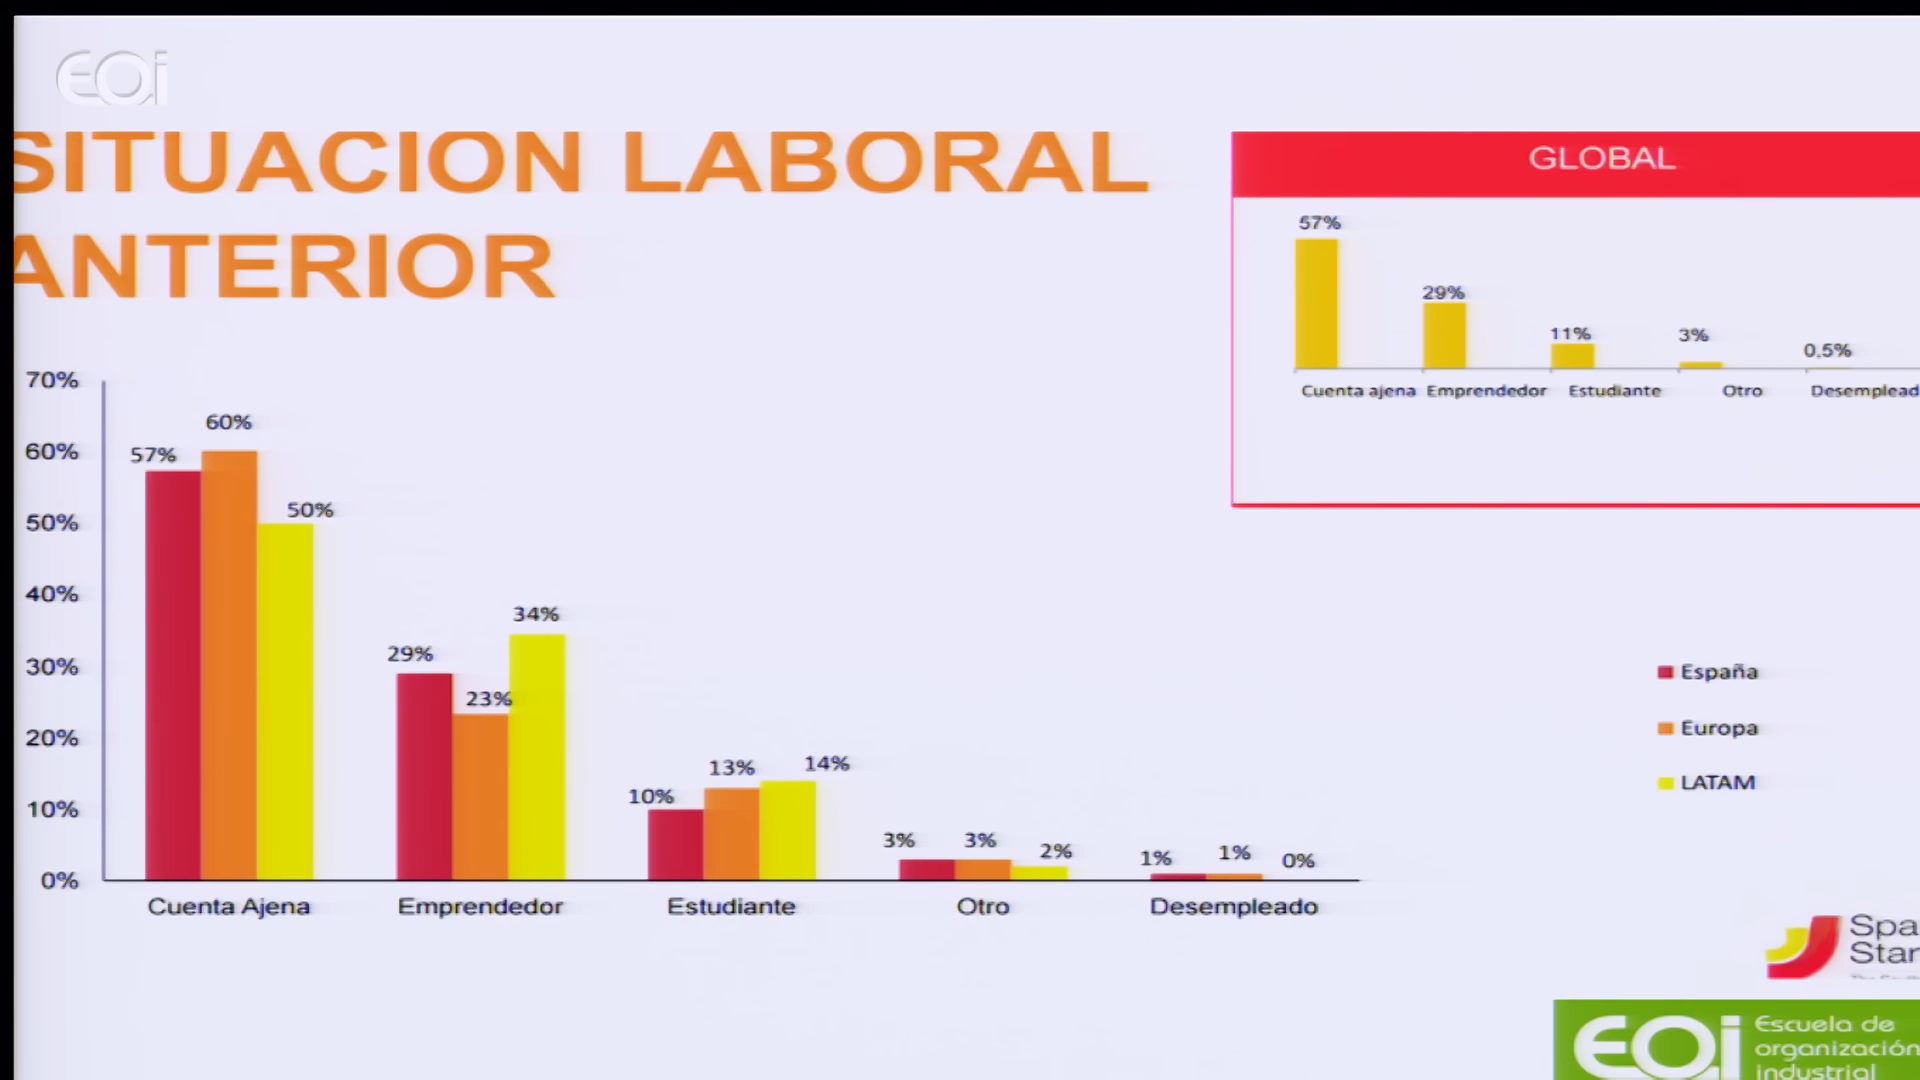 EOi
SITUACION LABORAL
ANTERIOR
GLOBAL
57%
29%
11%
3%
0,5%
Cuenta ajena
Emprendedor
Estudiante
Otro
70%
60%
50%
40%
30%
20%
10%
0%
57%
60%
50%
29%
23%
34%
10%
13%
14%
3%
3%
2%
1%
1%
0%
Cuenta Ajena
Emprendedor
Estudiante
Otro
Desempleado
España
Europa
LATAM
EOi
Escuela de
organización
industrial